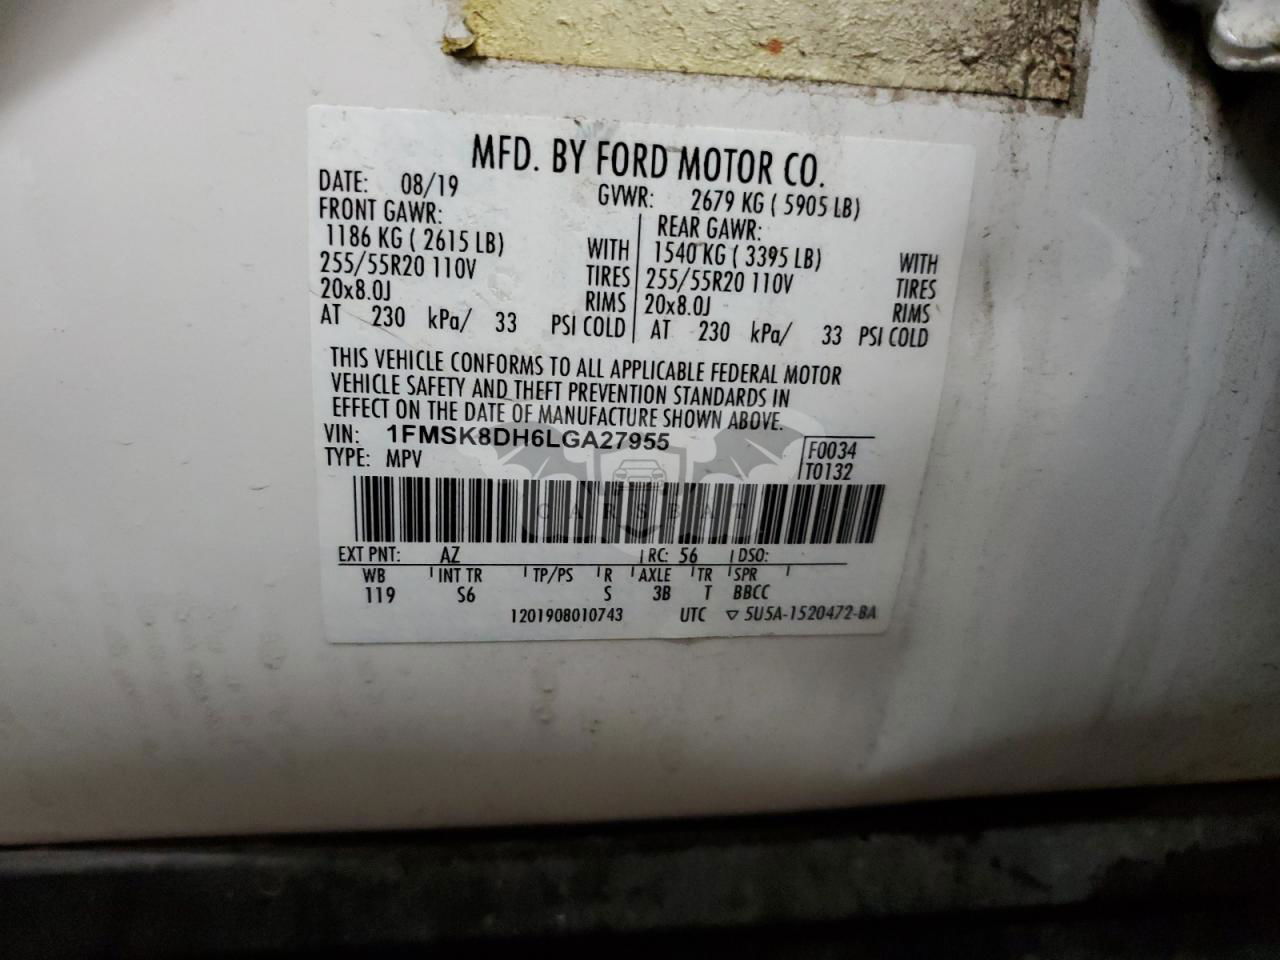 MFD. BY FORD MOTOR CO.
DATE: 08/19 GVWR: 2679 KG ( 5905 LB)
FRONT GAWR: REAR GAWR:
1186 KG ( 2615 LB) WITH 1540 KG ( 3395 LB) WITH
255/55R20 110V TIRES 255/55R20 110V TIRES
20x8.0J RIMS 20x8.0J RIMS
AT 230 kPa/ 33 PSI COLD AT 230 kPa/ 33 PSI COLD
THIS VEHICLE CONFORMS TO ALL APPLICABLE FEDERAL MOTOR
VEHICLE SAFETY AND THEFT PREVENTION STANDARDS IN
EFFECT ON THE DATE OF MANUFACTURE SHOWN ABOVE.
VIN: 1FMSK8DH6LGA27955 F0034
TYPE: MPV T0132
CARSBAT
EXT PNT: AZ RC: 56 DSO:
WB INT TR TP/PS R AXLE TR SPR
119 S6 S 3B T BBCC
1201908010743 UTC ▽ 5U5A-1520472-BA